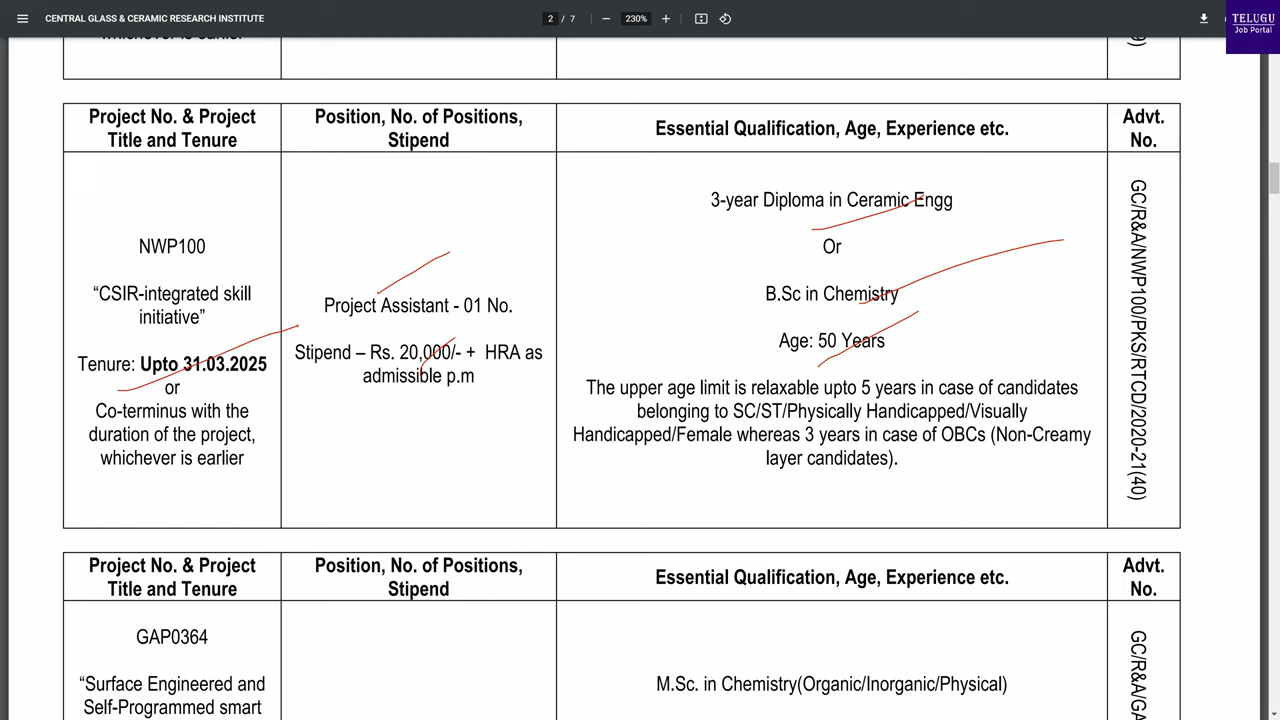 CENTRAL GLASS & CERAMIC RESEARCH INSTITUTE
2 / 7
230%
TELUGU
Job Portal
whichever is earlier
9)
Project No. & Project
Title and Tenure
Position, No. of Positions,
Stipend
Essential Qualification, Age, Experience etc.
Advt.
No.
NWP100
“CSIR-integrated skill
initiative”
Tenure: Upto 31.03.2025
or
Co-terminus with the
duration of the project,
whichever is earlier
Project Assistant - 01 No.
Stipend – Rs. 20,000/- + HRA as
admissible p.m
3-year Diploma in Ceramic Engg
Or
B.Sc in Chemistry
Age: 50 Years
The upper age limit is relaxable upto 5 years in case of candidates
belonging to SC/ST/Physically Handicapped/Visually
Handicapped/Female whereas 3 years in case of OBCs (Non-Creamy
layer candidates).
GC/R&A/NWP100/PKS/RTCD/2020-21(40)
Project No. & Project
Title and Tenure
Position, No. of Positions,
Stipend
Essential Qualification, Age, Experience etc.
Advt.
No.
GAP0364
“Surface Engineered and
Self-Programmed smart
M.Sc. in Chemistry(Organic/Inorganic/Physical)
GC/R&A/GA